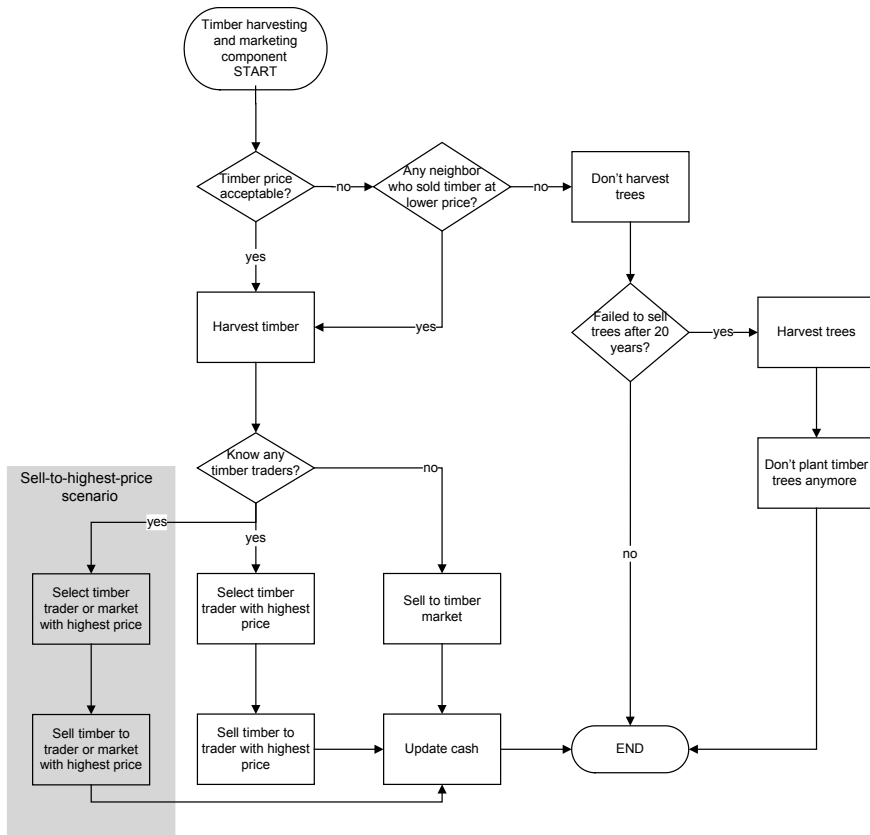 Timber harvesting
and marketing
component
START
Timber price
acceptable?
no
Any neighbor
who sold timber at
lower price?
no
Don’t harvest
trees
yes
Harvest timber
yes
Failed to sell
trees after 20
years?
yes
Harvest trees
Know any
timber traders?
no
Don’t plant timber
trees anymore
Sell-to-highest-price
scenario
yes
yes
no
Select timber
trader or market
with highest price
Select timber
trader with highest
price
Sell to timber
market
Sell timber to
trader or market
with highest price
Sell timber to
trader with highest
price
Update cash
END